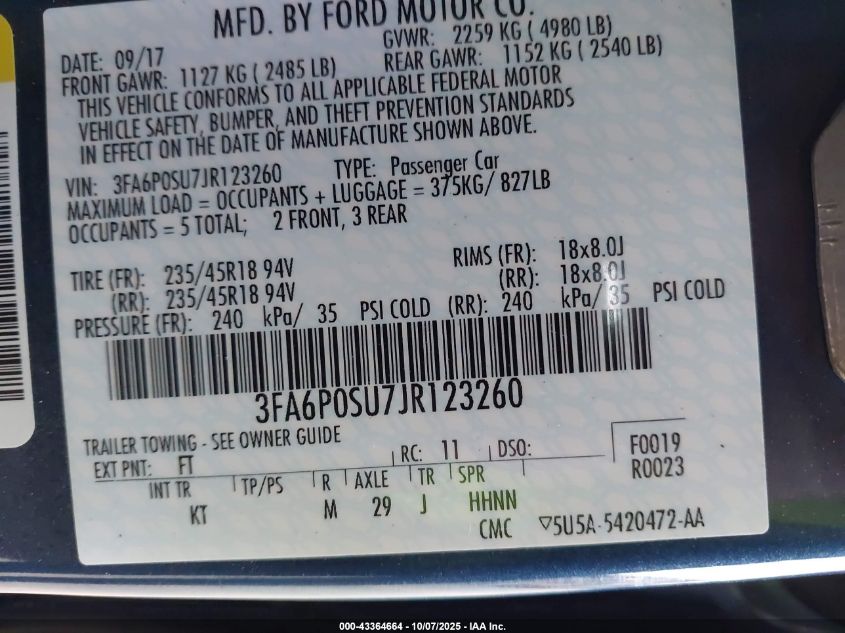 MFD. BY FORD MOTOR CO.
DATE: 09/17 GVWR: 2259 KG ( 4980 LB)
FRONT GAWR: 1127 KG ( 2485 LB) REAR GAWR: 1152 KG ( 2540 LB)
THIS VEHICLE CONFORMS TO ALL APPLICABLE FEDERAL MOTOR
VEHICLE SAFETY, BUMPER, AND THEFT PREVENTION STANDARDS
IN EFFECT ON THE DATE OF MANUFACTURE SHOWN ABOVE.
VIN: 3FA6P0SU7JR123260 TYPE: Passenger Car
MAXIMUM LOAD = OCCUPANTS + LUGGAGE = 375KG/ 827LB
OCCUPANTS = 5 TOTAL; 2 FRONT, 3 REAR
TIRE (FR): 235/45R18 94V RIMS (FR): 18x8.0J
(RR): 235/45R18 94V (RR): 18x8.0J
PRESSURE (FR): 240 kPa/ 35 PSI COLD (RR): 240 kPa/ 35 PSI COLD
3FA6P0SU7JR123260
TRAILER TOWING - SEE OWNER GUIDE
EXT PNT: FT RC: 11 DSO: F0019
R0023
INT TR TP/PS R AXLE TR SPR
KT M 29 J HHNN
CMC ▽5U5A-5420472-AA
000-43364664 - 10/07/2025 - IAA Inc.